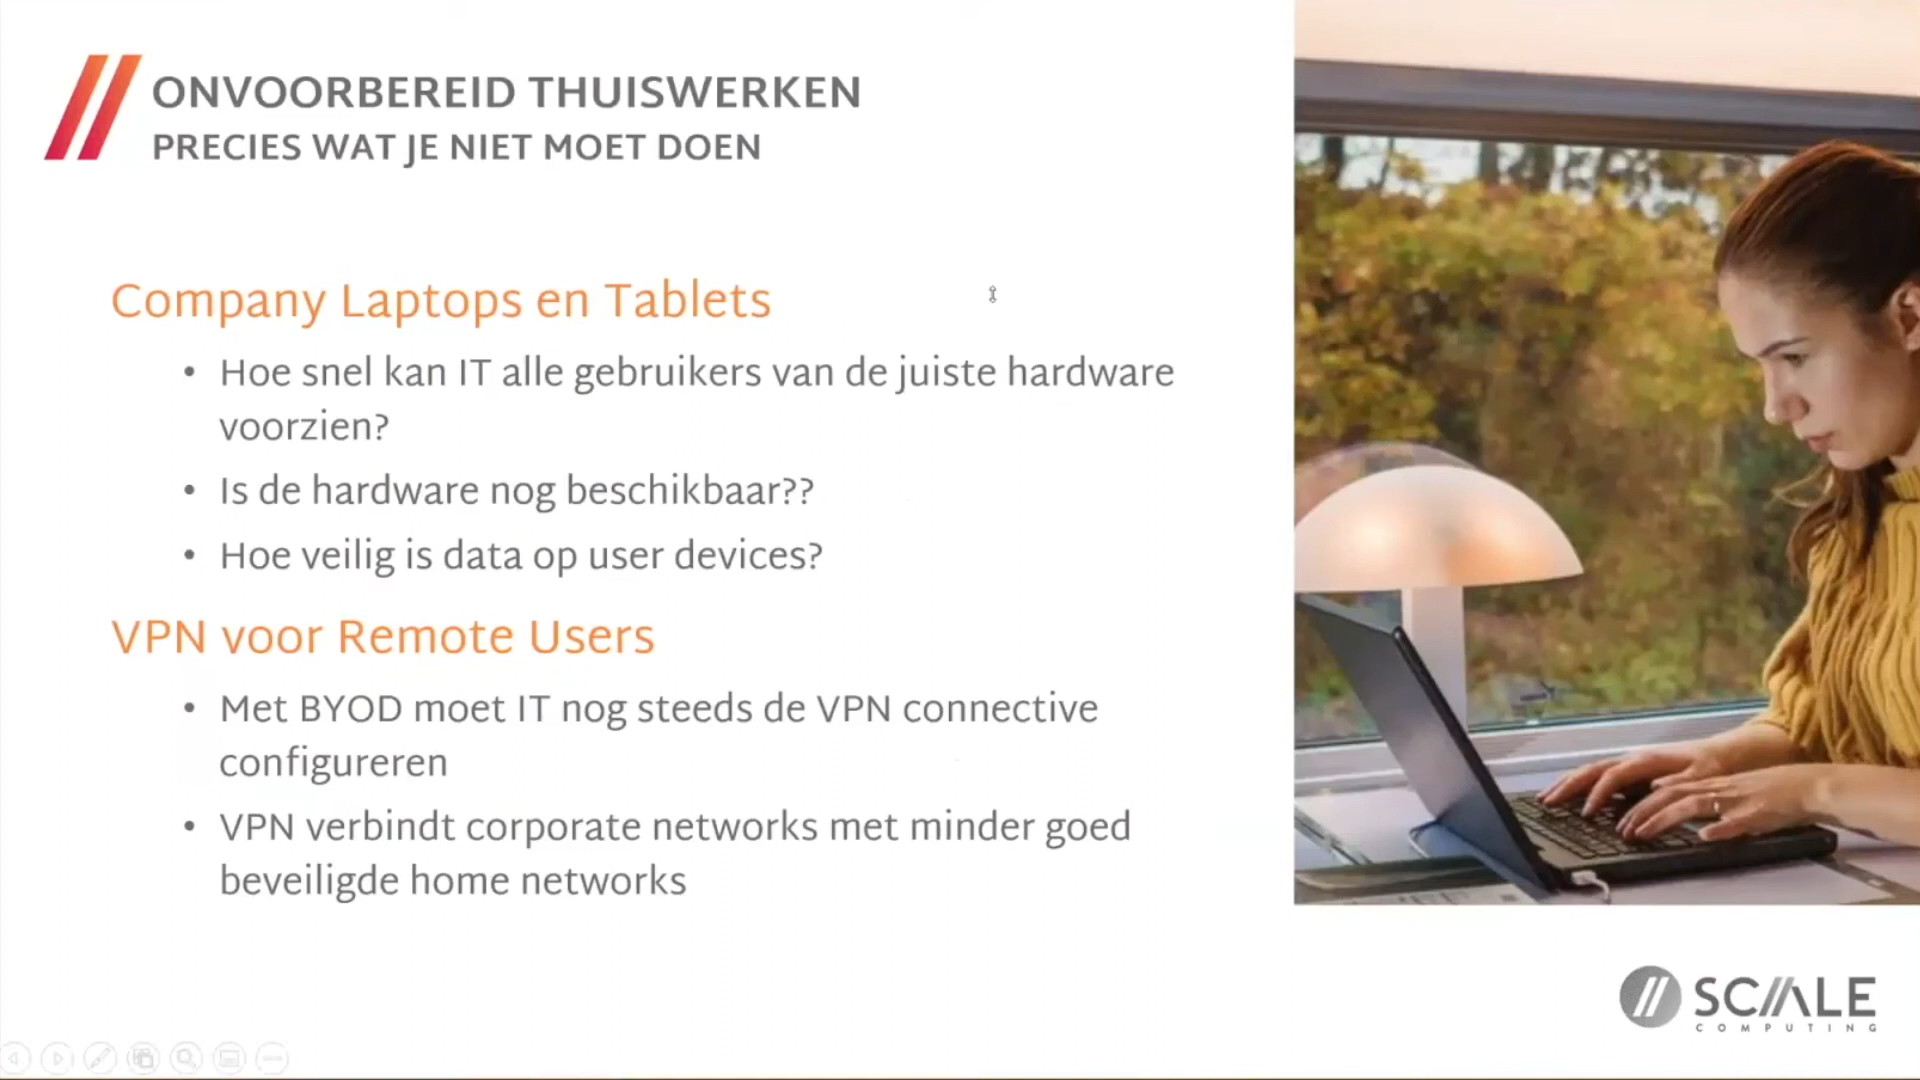 ONVOORBEREID THUISWERKEN
PRECIES WAT JE NIET MOET DOEN
Company Laptops en Tablets
• Hoe snel kan IT alle gebruikers van de juiste hardware
voorzien?
• Is de hardware nog beschikbaar??
• Hoe veilig is data op user devices?
VPN voor Remote Users
• Met BYOD moet IT nog steeds de VPN connective
configureren
• VPN verbindt corporate networks met minder goed
beveiligde home networks
SCALE
COMPUTING